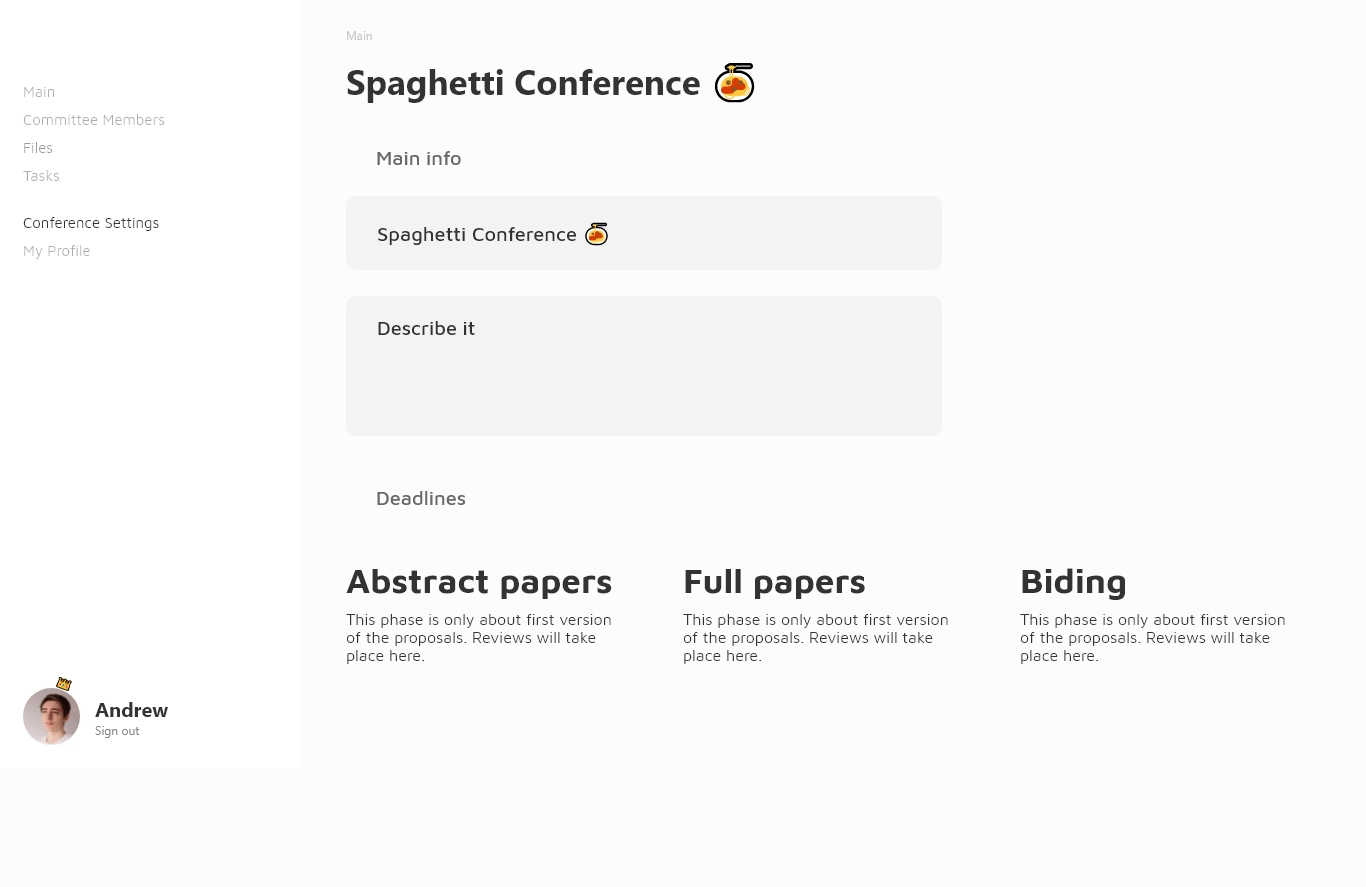 Main
Committee Members
Files
Tasks
Conference Settings
My Profile
Andrew
Sign out
Main
Spaghetti Conference
Main info
Spaghetti Conference
Describe it
Deadlines
Abstract papers
This phase is only about first version
of the proposals. Reviews will take
place here.
Full papers
This phase is only about first version
of the proposals. Reviews will take
place here.
Biding
This phase is only about first version
of the proposals. Reviews will take
place here.